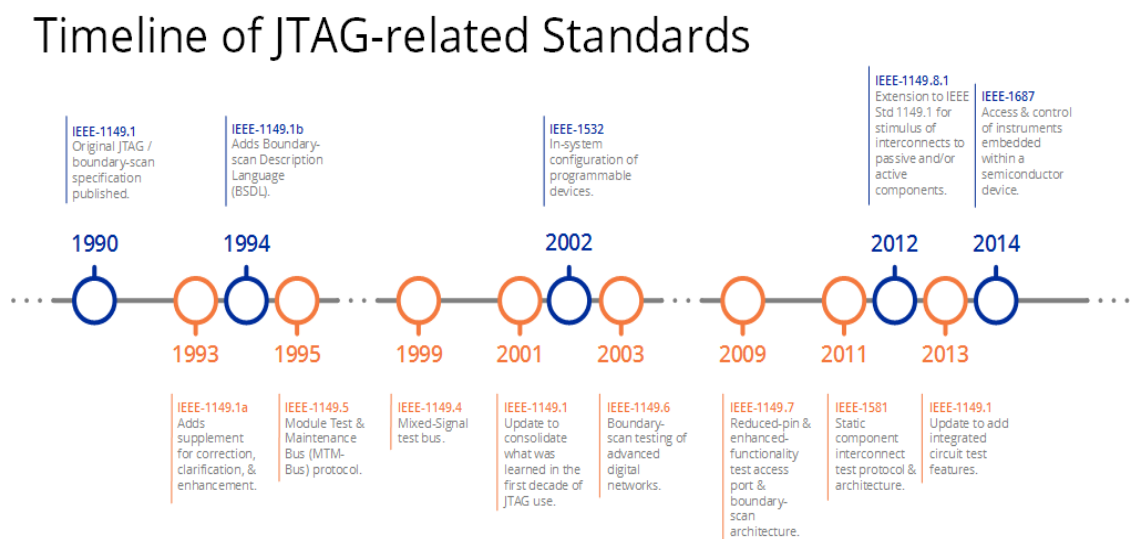 Timeline of JTAG-related Standards
IEEE-1149.1
Original JTAG /
boundary-scan
specification
published.
IEEE-1149.1b
Adds Boundary-
scan Description
Language
(BSDL).
IEEE-1532
In-system
configuration of
programmable
devices.
IEEE-1149.8.1
Extension to IEEE
Std 1149.1 for
stimulus of
interconnects to
passive and/or
active
components.
IEEE-1687
Access & control
of instruments
embedded
within a
semiconductor
device.
1990
1994
2002
2012
2014
1993
1995
1999
2001
2003
2009
2011
2013
IEEE-1149.1a
Adds
supplement
for correction,
clarification, &
enhancement.
IEEE-1149.5
Module Test &
Maintenance
Bus (MTM-
Bus) protocol.
IEEE-1149.4
Mixed-Signal
test bus.
IEEE-1149.1
Update to
consolidate
what was
learned in the
first decade of
JTAG use.
IEEE-1149.6
Boundary-
scan testing of
advanced
digital
networks.
IEEE-1149.7
Reduced-pin &
enhanced-
functionality
test access
port &
boundary-
scan
architecture.
IEEE-1581
Static
component
interconnect
test protocol &
architecture.
IEEE-1149.1
Update to add
integrated
circuit test
features.